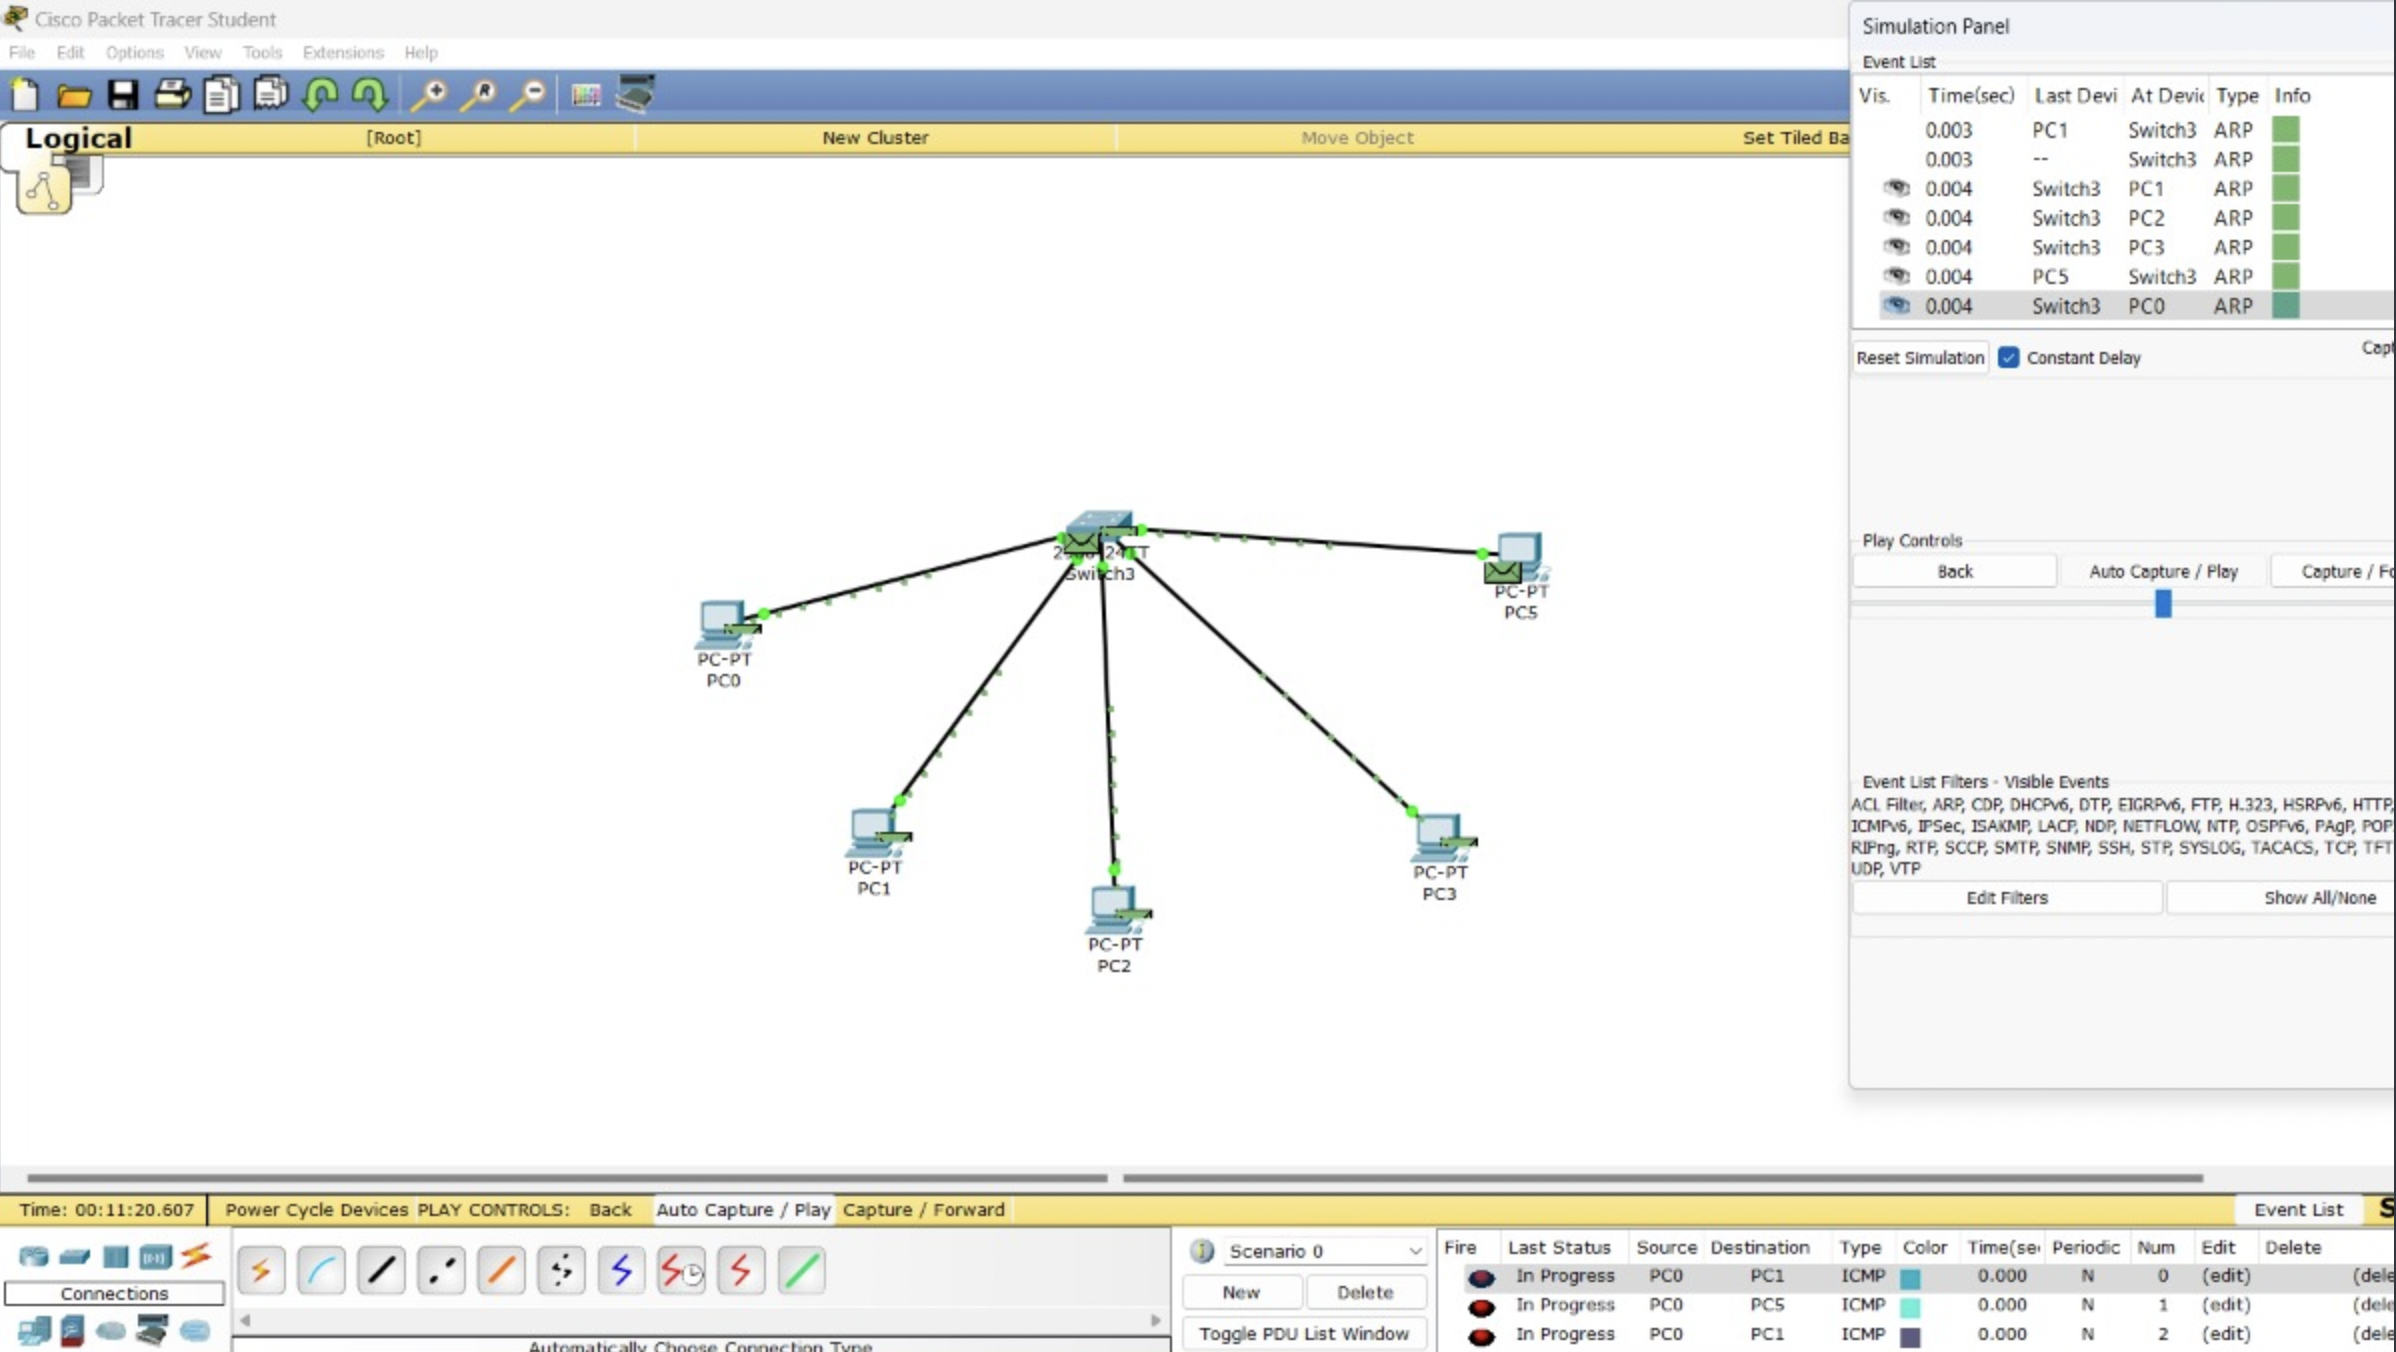 Cisco Packet Tracer Student
File Edit Options View Tools Extensions Help
Logical [Root] New Cluster Move Object Set Tiled Ba
Simulation Panel
Event List
Vis. Time(sec) Last Devi At Devic Type Info
0.003 PC1 Switch3 ARP
0.003 -- Switch3 ARP
0.004 Switch3 PC1 ARP
0.004 Switch3 PC2 ARP
0.004 Switch3 PC3 ARP
0.004 PC5 Switch3 ARP
0.004 Switch3 PC0 ARP
Reset Simulation Constant Delay Capt
Play Controls
Back Auto Capture / Play Capture / Fo
Event List Filters - Visible Events
ACL Filter, ARP, CDP, DHCPv6, DTP, EIGRPv6, FTP, H.323, HSRPv6, HTTP,
ICMPv6, IPSec, ISAKMP, LACP, NDP, NETFLOW, NTP, OSPFv6, PAgP, POP
RIPng, RTP, SCCP, SMTP, SNMP, SSH, STP, SYSLOG, TACACS, TCP, TFT
UDP, VTP
Edit Filters Show All/None
Switch3
PC-PT
PC5
PC-PT
PC0
PC-PT
PC1
PC-PT
PC2
PC-PT
PC3
Time: 00:11:20.607 Power Cycle Devices PLAY CONTROLS: Back Auto Capture / Play Capture / Forward Event List S
Connections
Automatically Choose Connection Type
Scenario 0
New Delete
Toggle PDU List Window
Fire Last Status Source Destination Type Color Time(se Periodic Num Edit Delete
In Progress PC0 PC1 ICMP 0.000 N 0 (edit) (dele
In Progress PC0 PC5 ICMP 0.000 N 1 (edit) (dele
In Progress PC0 PC1 ICMP 0.000 N 2 (edit) (dele